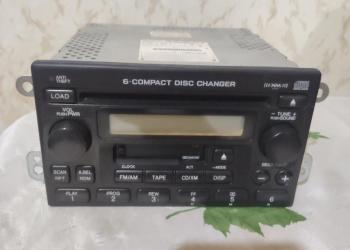 ANTI
THEFT
6-COMPACT DISC CHANGER
LOAD
VOL
PUSH PWR
− TUNE +
PUSH SOUND
SCAN
RPT
A.SEL
RDM
CLOCK
FM/AM
TAPE
CD/XM
DISP
SEEK
− +
PLAY
1
PROG
2
REW
3
FF
4
5
6